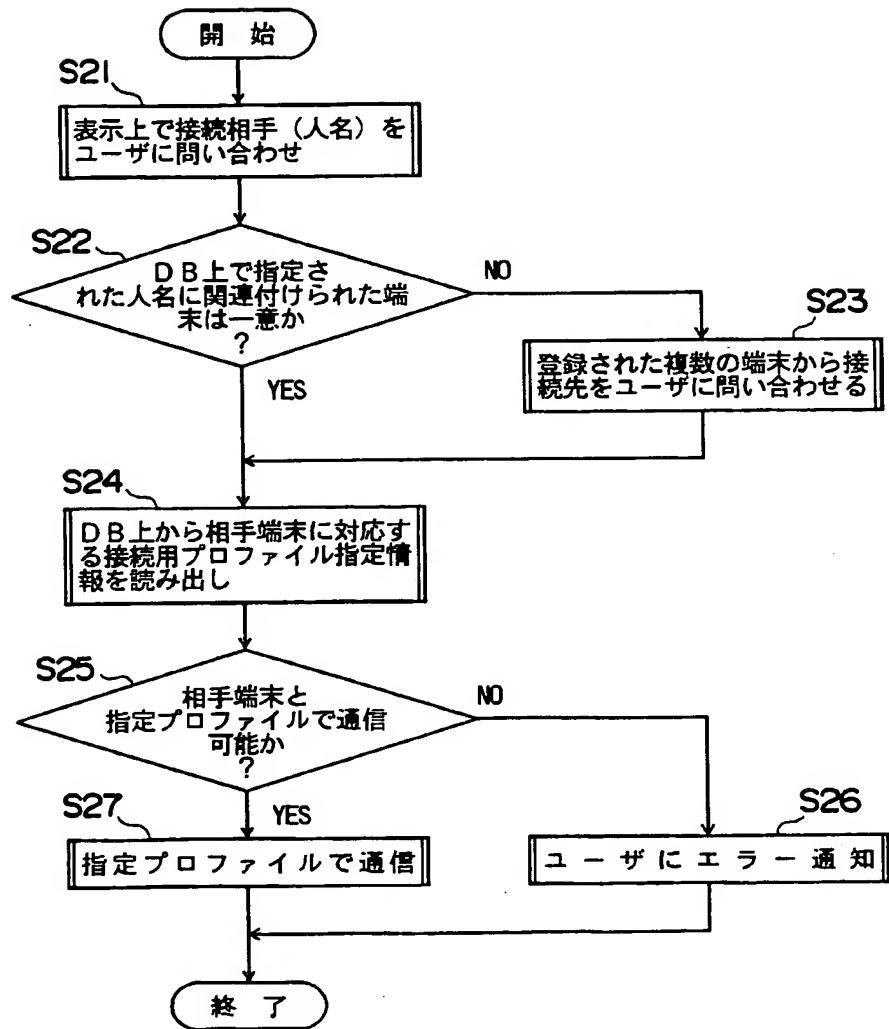 開 始
S21
表示上で接続相手（人名）を
ユーザに問い合わせ
S22
ＤＢ上で指定さ
れた人名に関連付けられた端
末は一意か
？
NO
YES
S23
登録された複数の端末から接
続先をユーザに問い合わせる
S24
ＤＢ上から相手端末に対応す
る接続用プロファイル指定情
報を読み出し
S25
相手端末と
指定プロファイルで通信
可能か
？
NO
YES
S27
指定プロファイルで通信
S26
ユーザにエラー通知
終 了